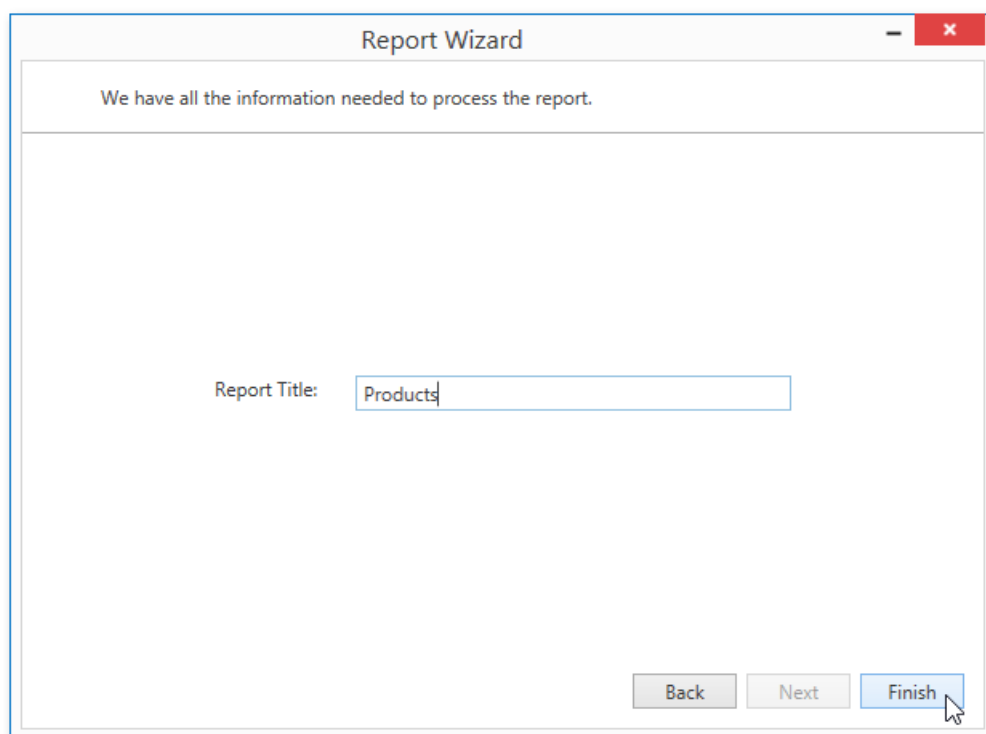 Report Wizard
We have all the information needed to process the report.
Report Title: Products
Back Next Finish